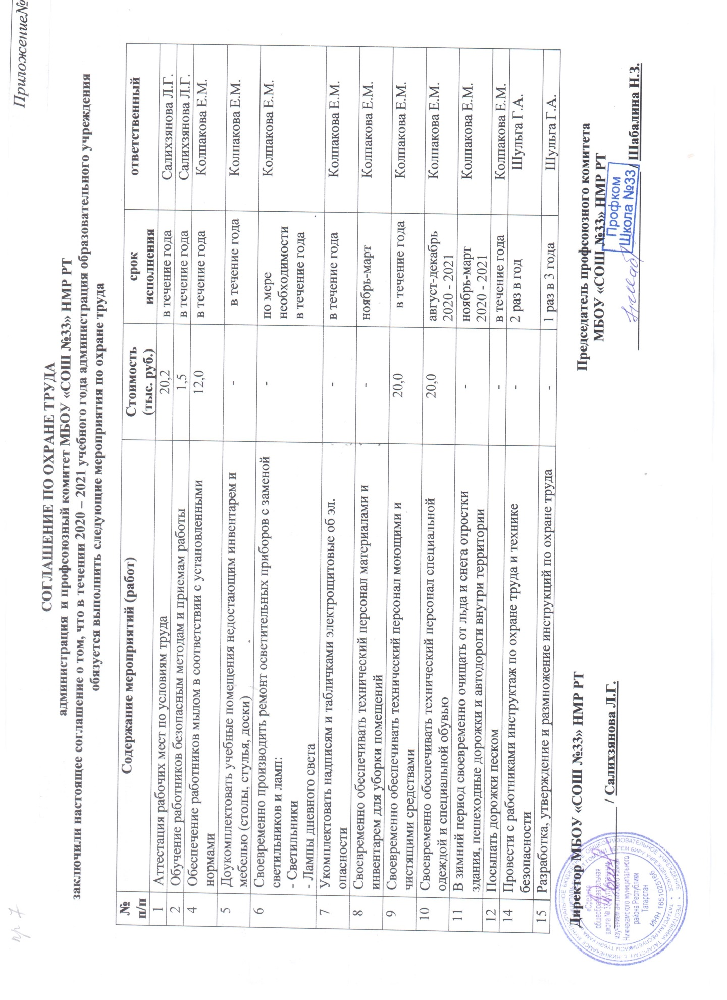 Приложение№
пр 7
СОГЛАШЕНИЕ ПО ОХРАНЕ ТРУДА
администрация и профсоюзный комитет МБОУ «СОШ №33» НМР РТ
заключили настоящее соглашение о том, что в течении 2020 – 2021 учебного года администрация образовательного учреждения
обязуется выполнить следующие мероприятия по охране труда
№ п/п | Содержание мероприятий (работ) | Стоимость (тыс. руб.) | срок исполнения | ответственный
1 | Аттестация рабочих мест по условиям труда | 20,2 | в течение года | Салихзянова Л.Г.
2 | Обучение работников безопасным методам и приемам работы | 1,5 | в течение года | Салихзянова Л.Г.
4 | Обеспечение работников мылом в соответствии с установленными | 12,0 | в течение года | Колпакова Е.М.
нормами
5 | Доукомплектовать учебные помещения недостающим инвентарем и | - | в течение года | Колпакова Е.М.
мебелью (столы, стулья, доски)
6 | Своевременно производить ремонт осветительных приборов с заменой | - | по мере | Колпакова Е.М.
светильников и ламп: | необходимости
- Светильники | в течение года
- Лампы дневного света
7 | Укомплектовать надписям и табличками электрощитовые об эл. | - | в течение года | Колпакова Е.М.
опасности
8 | Своевременно обеспечивать технический персонал материалами и | - | ноябрь-март | Колпакова Е.М.
инвентарем для уборки помещений
9 | Своевременно обеспечивать технический персонал моющими и | 20,0 | в течение года | Колпакова Е.М.
чистящими средствами
10 | Своевременно обеспечивать технический персонал специальной | 20,0 | август-декабрь | Колпакова Е.М.
одеждой и специальной обувью | 2020 - 2021
11 | В зимний период своевременно очищать от льда и снега отростки | - | ноябрь-март | Колпакова Е.М.
здания, пешеходные дорожки и автодороги внутри территории | 2020 - 2021
12 | Посыпать дорожки песком | - | в течение года | Колпакова Е.М.
14 | Провести с работниками инструктаж по охране труда и технике | - | 2 раз в год | Шульга Г.А.
безопасности
15 | Разработка, утверждение и размножение инструкций по охране труда | - | 1 раз в 3 года | Шульга Г.А.
Директор МБОУ «СОШ №33» НМР РТ
/ Салихзянова Л.Г.
«Средняя
общеобразовательная
Нижнекамского муниципального
района Республики
Татарстан
Председатель профсоюзного комитета
МБОУ «СОШ №33» НМР РТ
Профком
Школа №33
/ Шабалина Н.З.